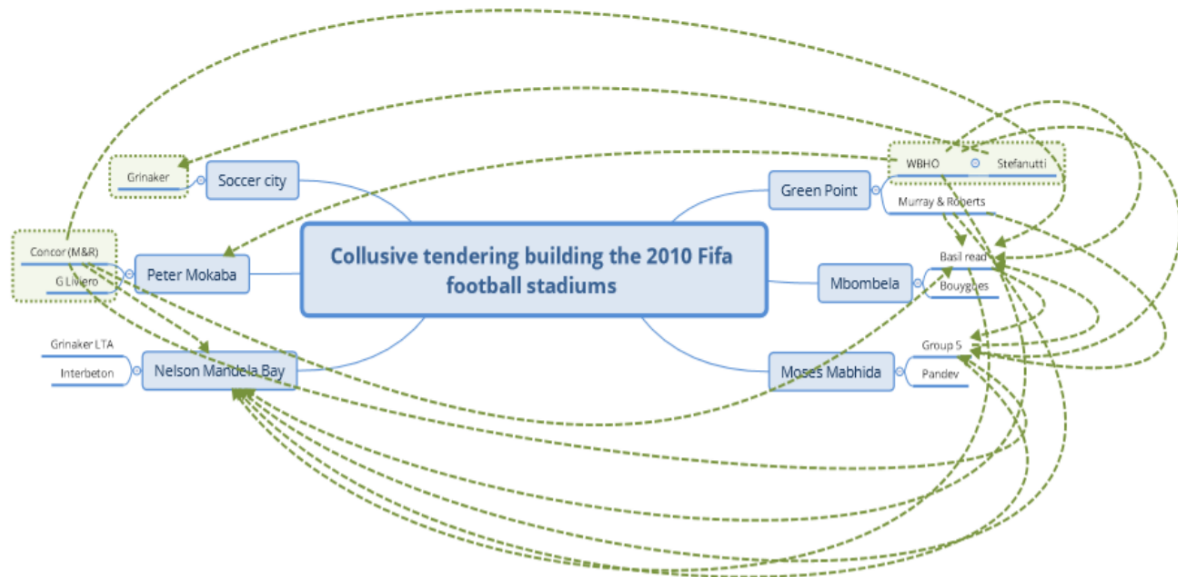 Collusive tendering building the 2010 Fifa
football stadiums
Soccer city
Grinaker
Peter Mokaba
Concor (M&R)
G Liviero
Nelson Mandela Bay
Grinaker LTA
Interbeton
Green Point
WBHO
Stefanutti
Murray & Roberts
Mbombela
Basil read
Bouygues
Moses Mabhida
Group 5
Pandev